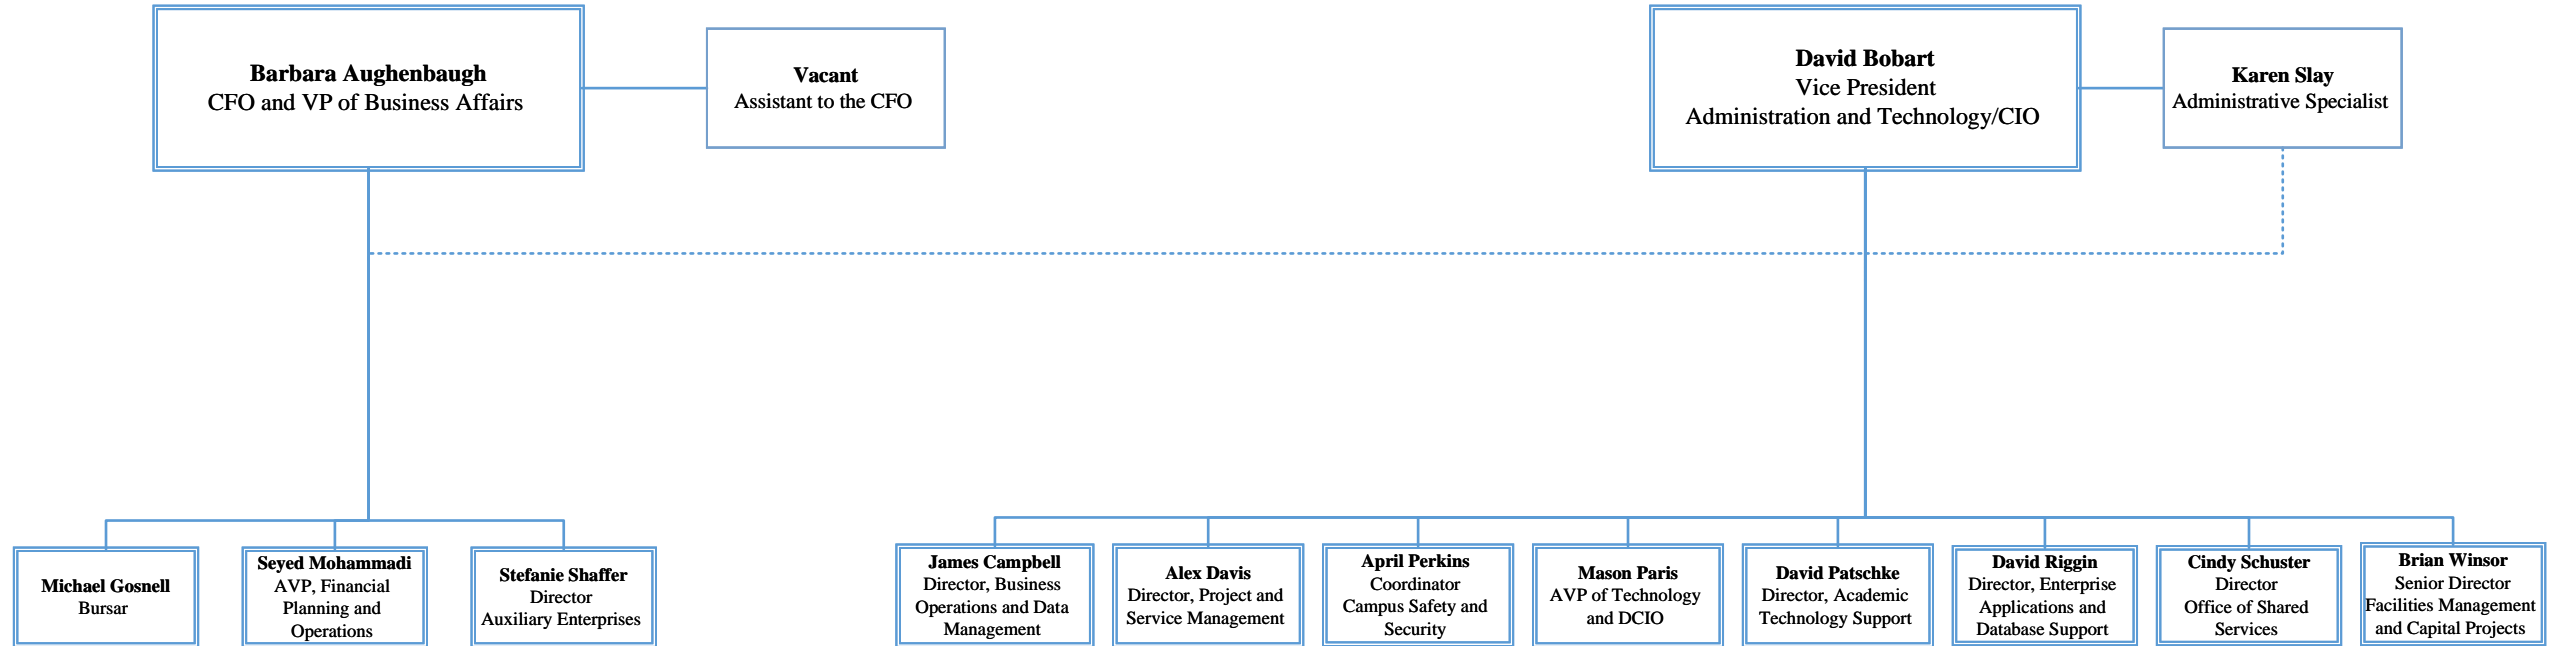 Barbara Aughenbaugh
CFO and VP of Business Affairs
Vacant
Assistant to the CFO
David Bobart
Vice President
Administration and Technology/CIO
Karen Slay
Administrative Specialist
Michael Gosnell
Bursar
Seyed Mohammadi
AVP, Financial
Planning and
Operations
Stefanie Shaffer
Director
Auxiliary Enterprises
James Campbell
Director, Business
Operations and Data
Management
Alex Davis
Director, Project and
Service Management
April Perkins
Coordinator
Campus Safety and
Security
Mason Paris
AVP of Technology
and DCIO
David Patschke
Director, Academic
Technology Support
David Riggin
Director, Enterprise
Applications and
Database Support
Cindy Schuster
Director
Office of Shared
Services
Brian Winsor
Senior Director
Facilities Management
and Capital Projects